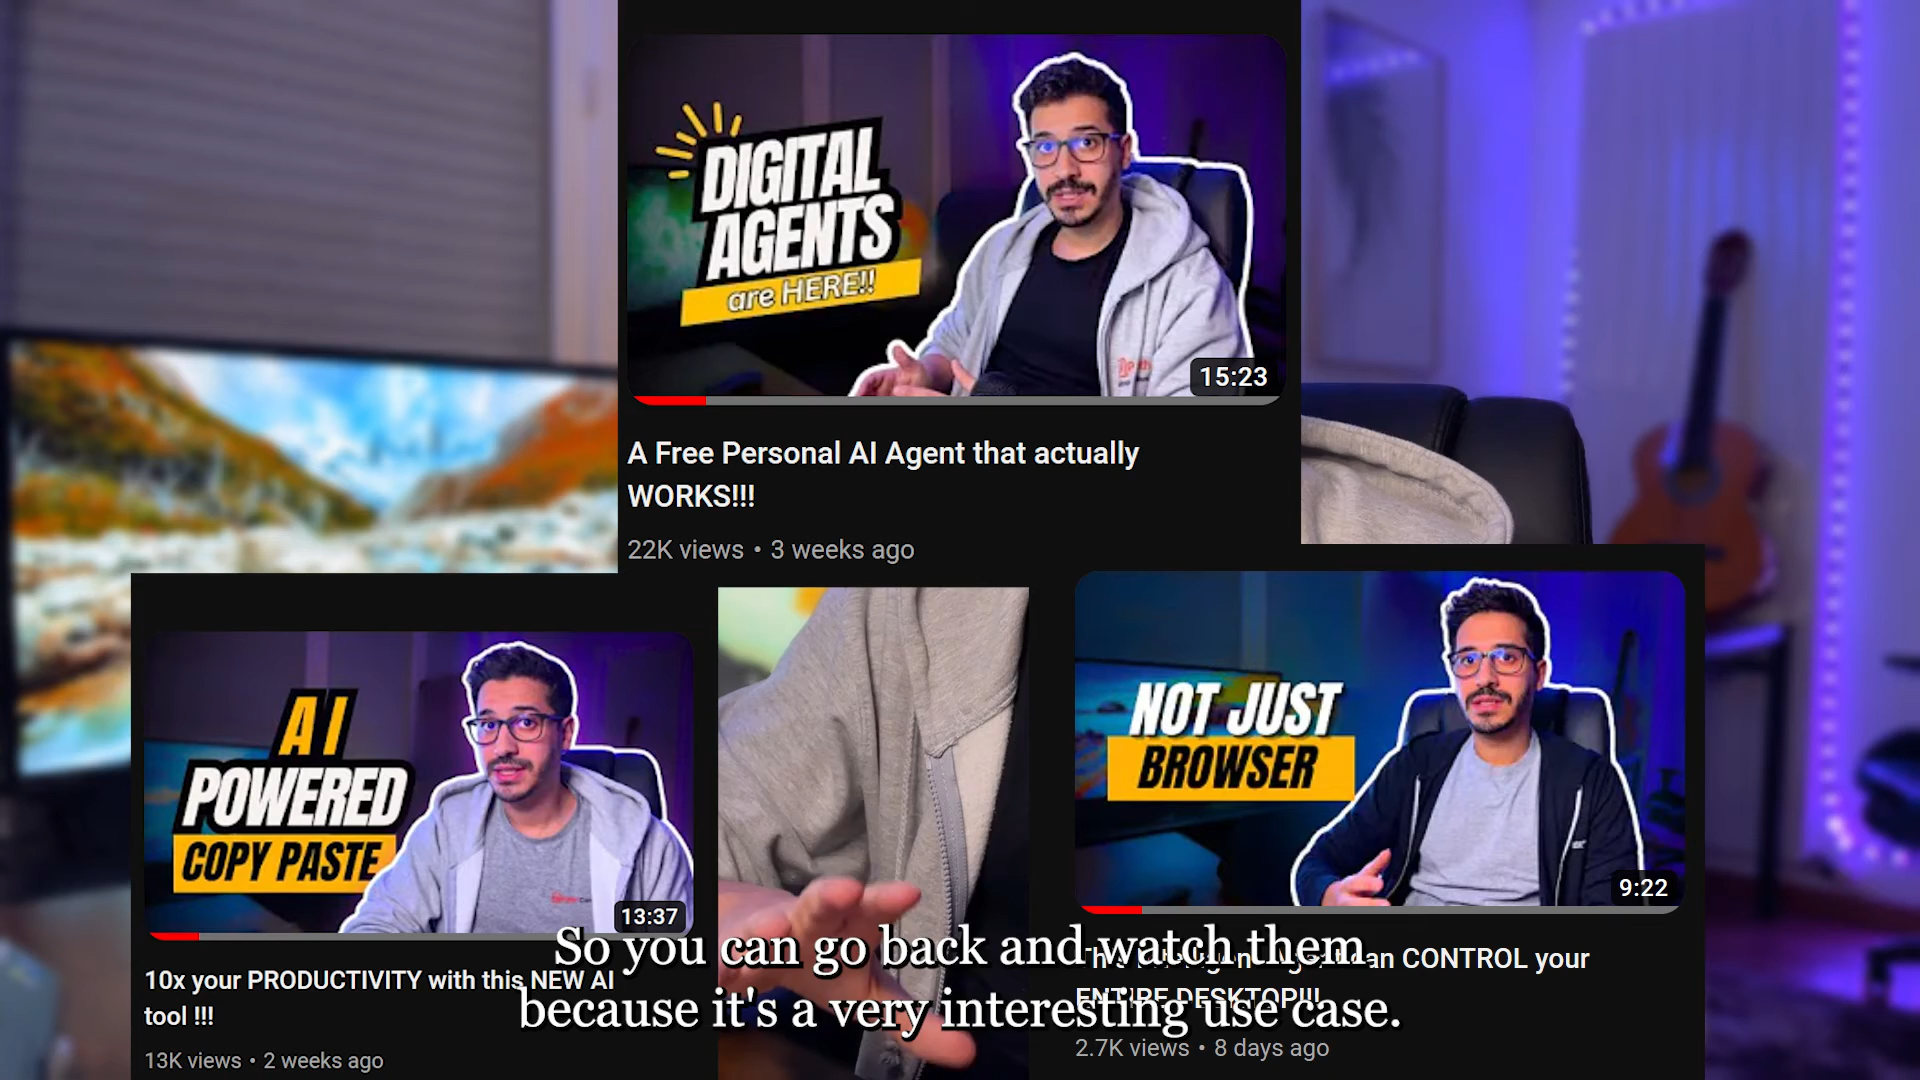 DIGITAL
AGENTS
are HERE!!
15:23
A Free Personal AI Agent that actually
WORKS!!!
22K views • 3 weeks ago
AI
POWERED
COPY PASTE
13:37
10x your PRODUCTIVITY with this NEW AI
tool !!!
13K views • 2 weeks ago
NOT JUST
BROWSER
9:22
can CONTROL your
ENTIRE DESKTOP!!!
2.7K views • 8 days ago
So you can go back and watch them
because it's a very interesting use case.